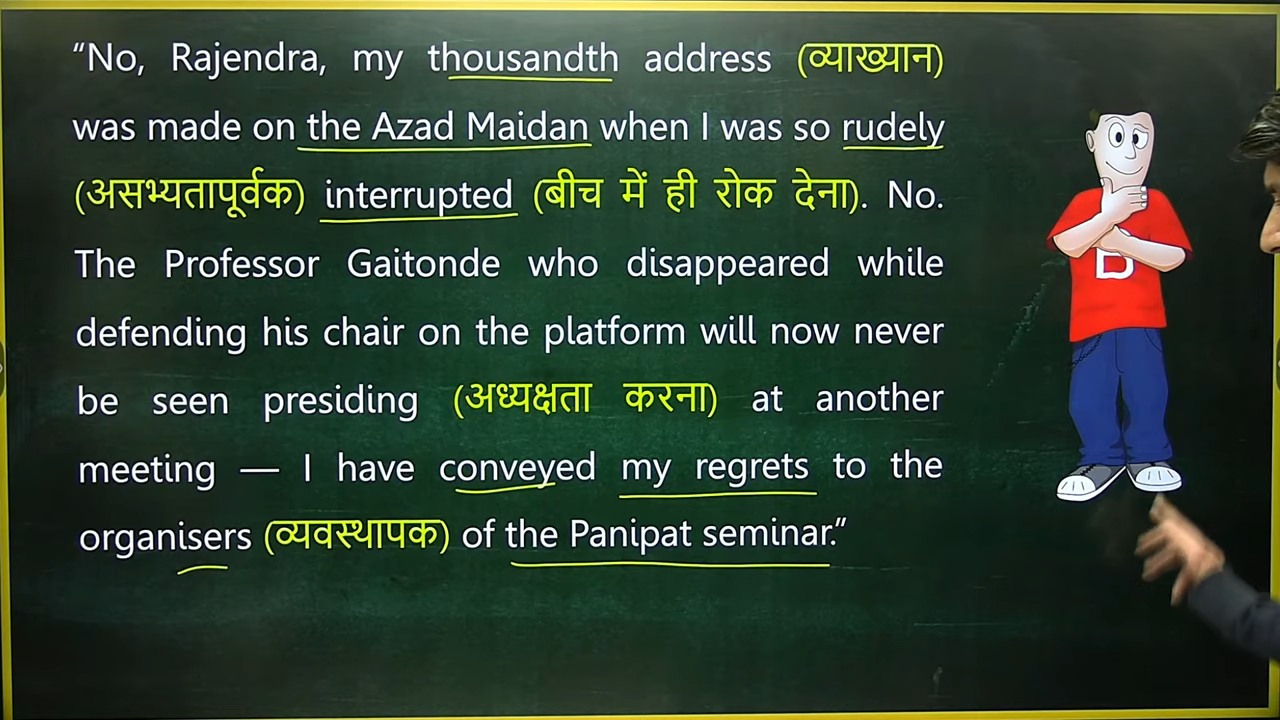 “No, Rajendra, my thousandth address (व्याख्यान)
was made on the Azad Maidan when I was so rudely
(असभ्यतापूर्वक) interrupted (बीच में ही रोक देना). No.
The Professor Gaitonde who disappeared while
defending his chair on the platform will now never
be seen presiding (अध्यक्षता करना) at another
meeting — I have conveyed my regrets to the
organisers (व्यवस्थापक) of the Panipat seminar.”
B